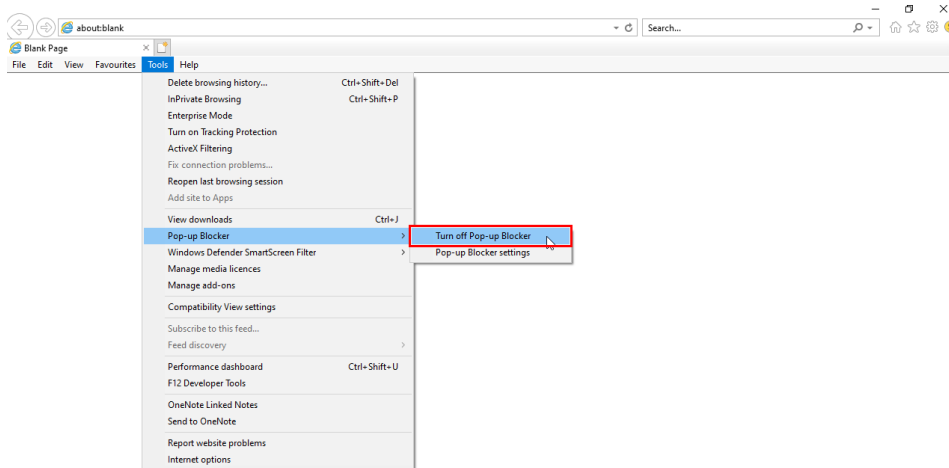 about:blank
Search...
Blank Page
File Edit View Favourites Tools Help
Delete browsing history... Ctrl+Shift+Del
InPrivate Browsing Ctrl+Shift+P
Enterprise Mode
Turn on Tracking Protection
ActiveX Filtering
Fix connection problems...
Reopen last browsing session
Add site to Apps
View downloads Ctrl+J
Pop-up Blocker
Turn off Pop-up Blocker
Windows Defender SmartScreen Filter
Pop-up Blocker settings
Manage media licences
Manage add-ons
Compatibility View settings
Subscribe to this feed...
Feed discovery
Performance dashboard Ctrl+Shift+U
F12 Developer Tools
OneNote Linked Notes
Send to OneNote
Report website problems
Internet options